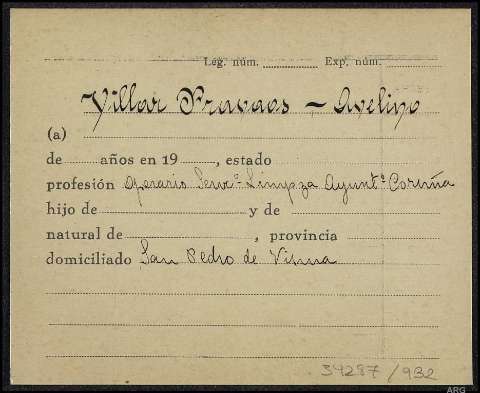 Leg. núm. Exp. núm.
Villar Pravaos - Avelino
(a)
de años en 19 , estado
profesión Operario Servº Limpza Ayuntº Coruña
hijo de y de
natural de , provincia
domiciliado San Pedro de Visma
39287/932
ARG